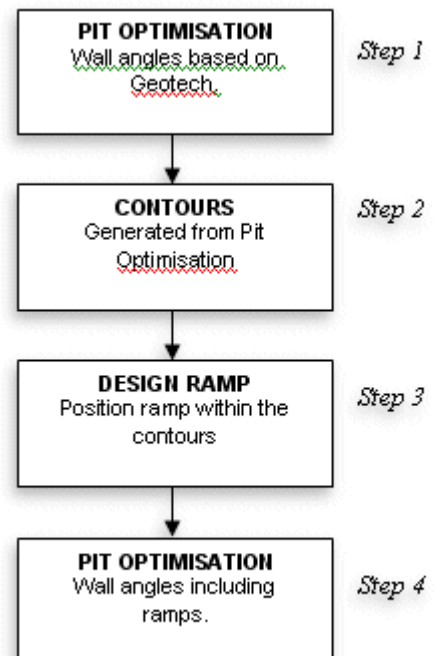 PIT OPTIMISATION
Wall angles based on
Geotech.
Step 1
CONTOURS
Generated from Pit
Optimisation
Step 2
DESIGN RAMP
Position ramp within the
contours
Step 3
PIT OPTIMISATION
Wall angles including
ramps.
Step 4